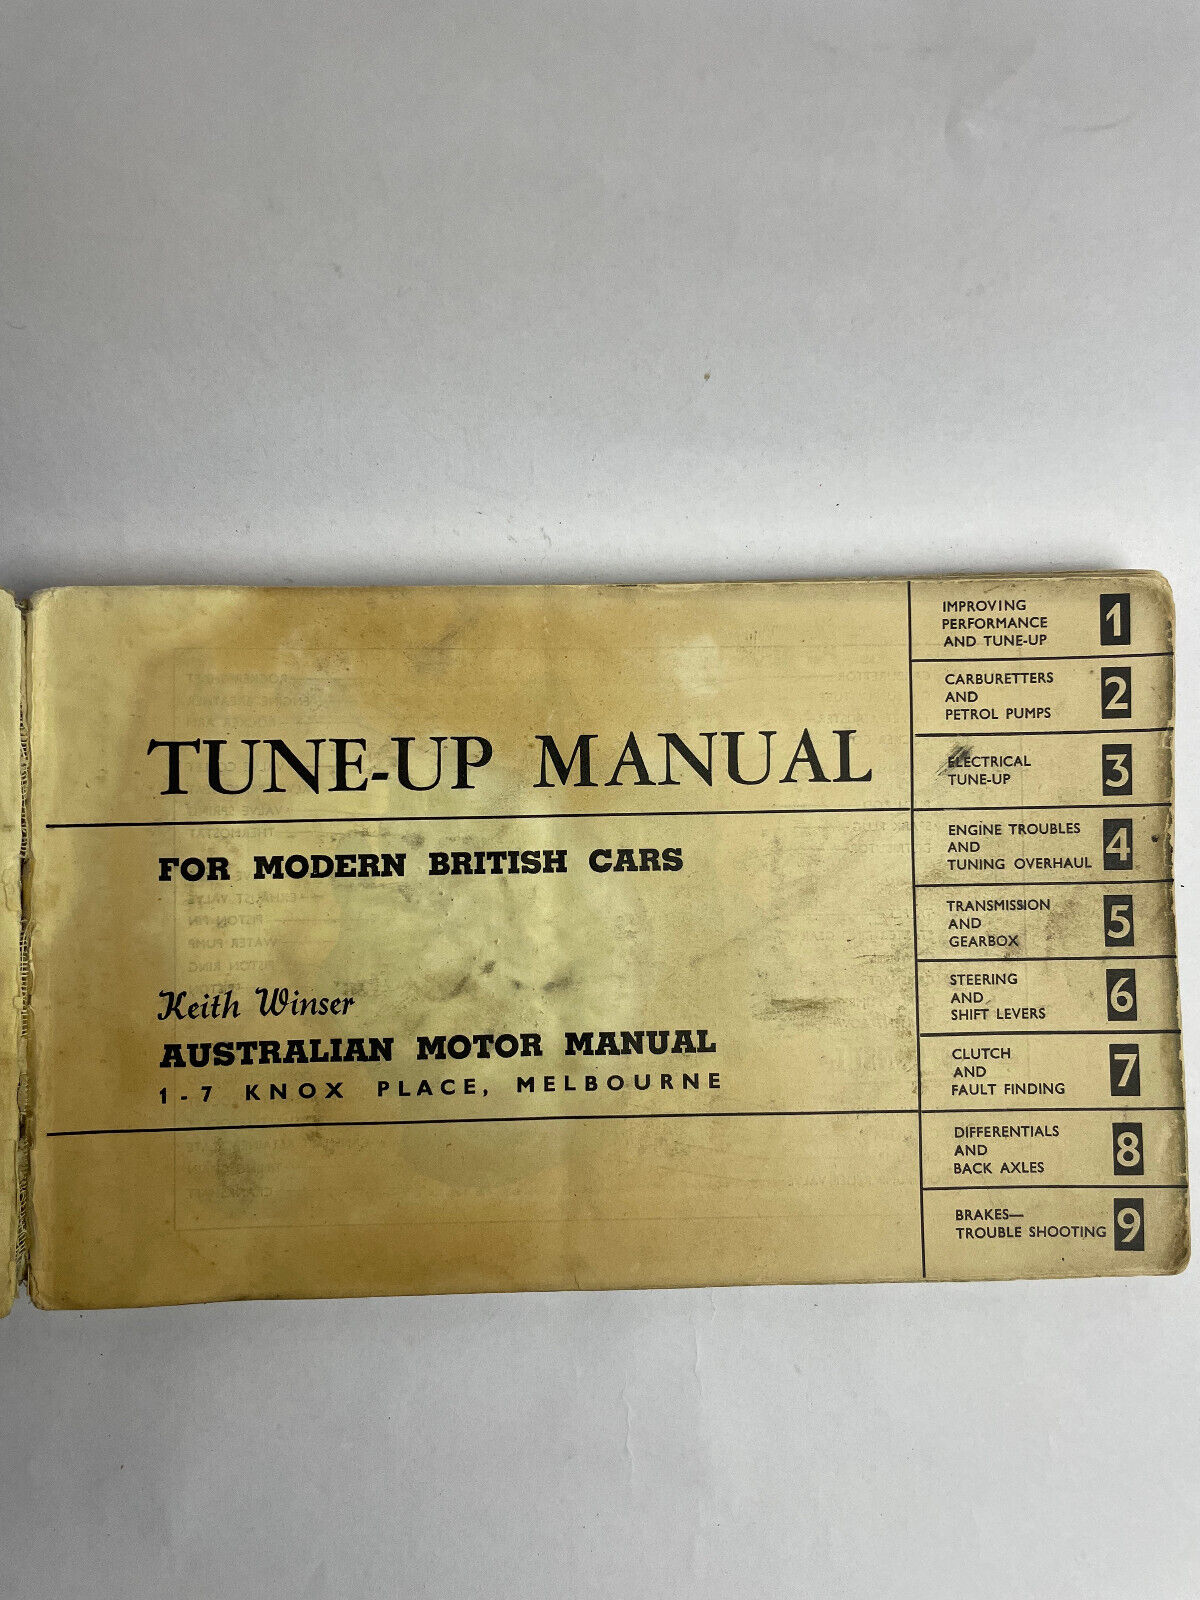 TUNE-UP MANUAL
FOR MODERN BRITISH CARS
Keith Winser
AUSTRALIAN MOTOR MANUAL
1-7 KNOX PLACE, MELBOURNE
IMPROVING
PERFORMANCE
AND TUNE-UP
1
CARBURETTERS
AND
PETROL PUMPS
2
ELECTRICAL
TUNE-UP
3
ENGINE TROUBLES
AND
TUNING OVERHAUL
4
TRANSMISSION
AND
GEARBOX
5
STEERING
AND
SHIFT LEVERS
6
CLUTCH
AND
FAULT FINDING
7
DIFFERENTIALS
AND
BACK AXLES
8
BRAKES—
TROUBLE SHOOTING
9